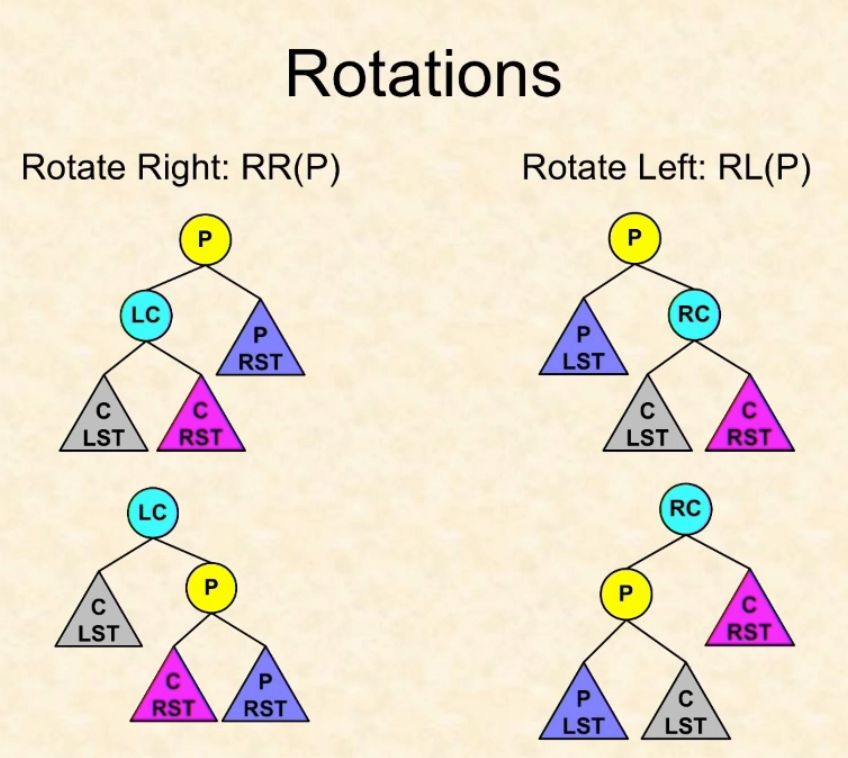 Rotations
Rotate Right: RR(P)
P
LC
P
RST
C
LST
C
RST
LC
C
LST
P
C
RST
P
RST
Rotate Left: RL(P)
P
P
LST
RC
C
LST
C
RST
RC
P
C
RST
P
LST
C
LST